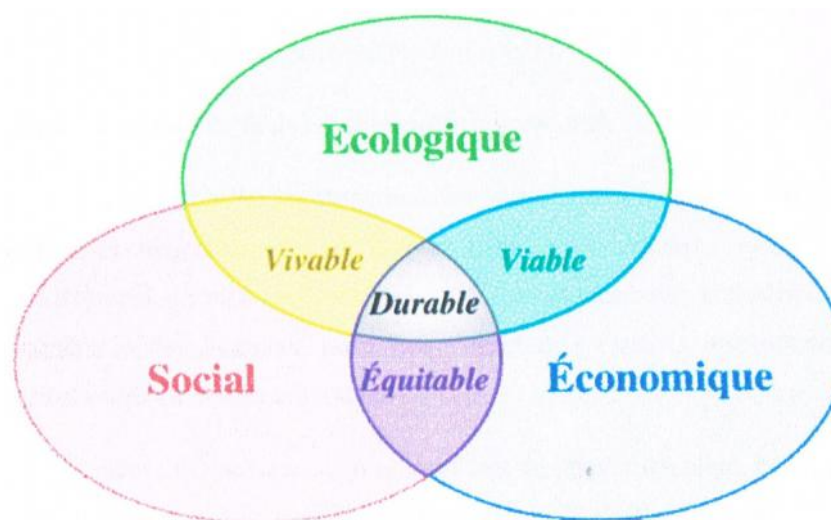 Ecologique
Vivable
Viable
Durable
Social
Équitable
Économique